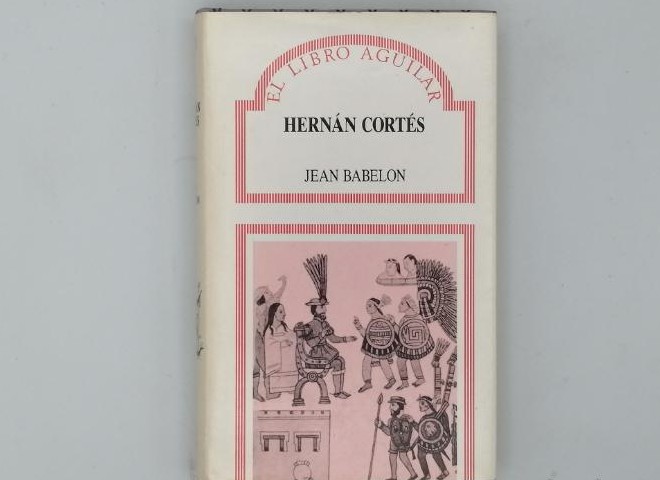 EL LIBRO AGUILAR
HERNÁN CORTÉS
JEAN BABELON